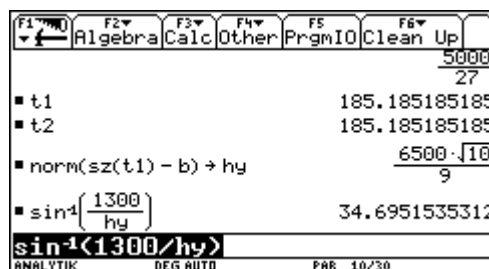 F1 F2 F3 F4 F5 F6
Algebra Calc Other PrgmIO Clean Up
5000
27
t1 185.185185185
t2 185.185185185
norm(sz(t1) - b) → hy 6500·√10
9
sin⁻¹(1300/hy) 34.6951535312
sin⁻¹(1300/hy)
ANALYTIK DEG AUTO PAR 10/30